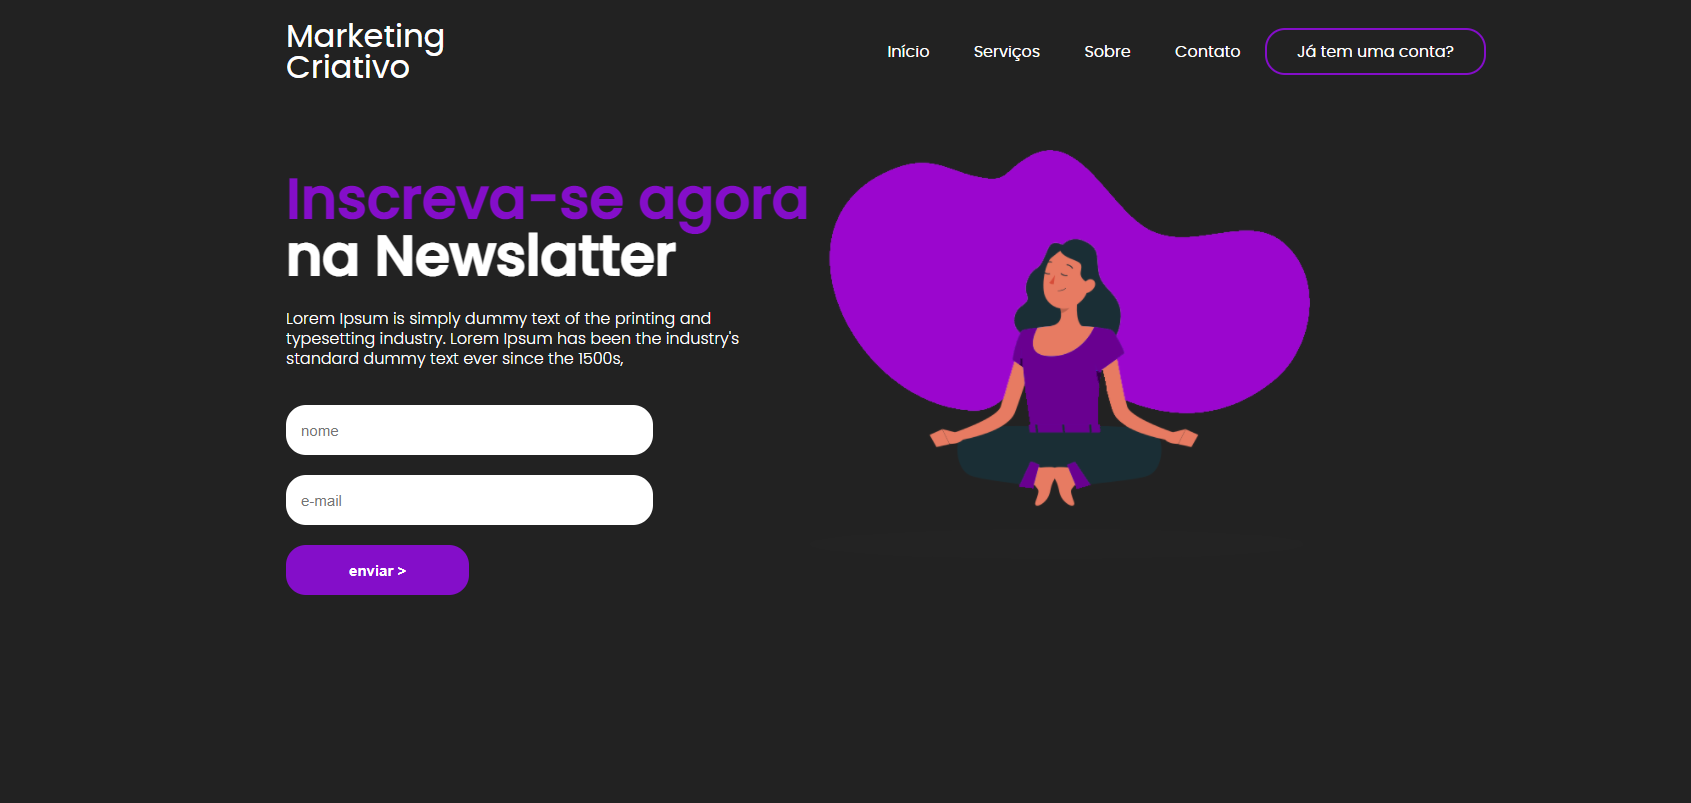 Marketing
Criativo
Início Serviços Sobre Contato Já tem uma conta?
Inscreva-se agora
na Newslatter
Lorem Ipsum is simply dummy text of the printing and
typesetting industry. Lorem Ipsum has been the industry's
standard dummy text ever since the 1500s,
nome
e-mail
enviar >